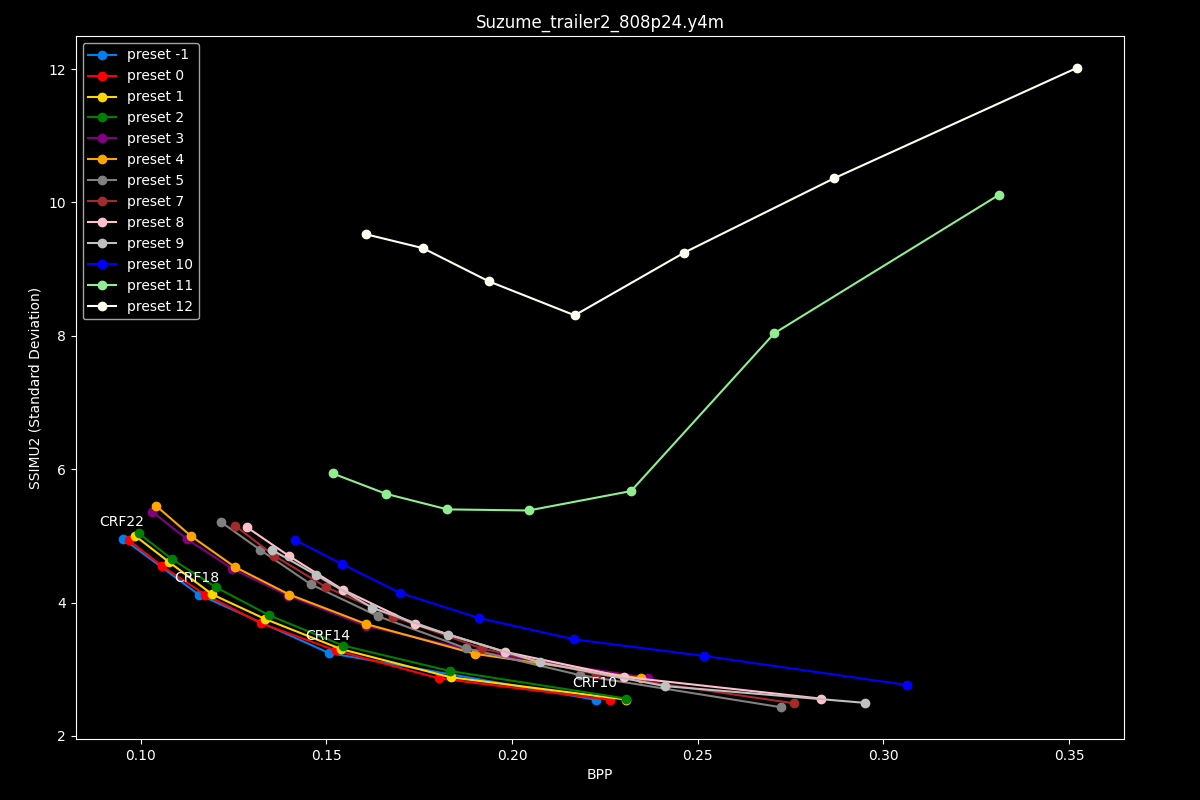 Suzume_trailer2_808p24.y4m
preset -1
preset 0
preset 1
preset 2
preset 3
preset 4
preset 5
preset 7
preset 8
preset 9
preset 10
preset 11
preset 12
SSIMU2 (Standard Deviation)
12
10
8
6
4
2
CRF22
CRF18
CRF14
CRF10
0.10
0.15
0.20
0.25
0.30
0.35
BPP